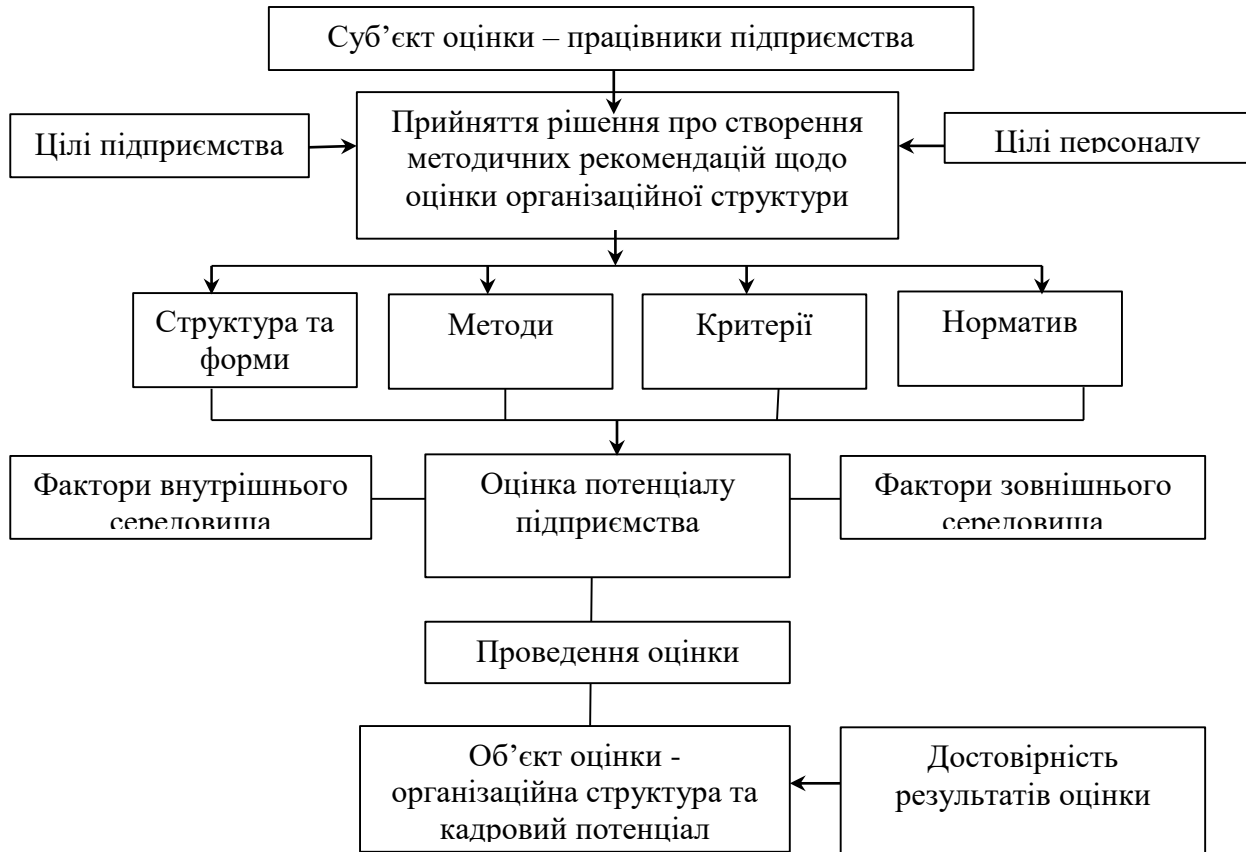 Суб’єкт оцінки – працівники підприємства
Цілі підприємства
Прийняття рішення про створення
методичних рекомендацій щодо
оцінки організаційної структури
Цілі персоналу
Структура та
форми
Методи
Критерії
Норматив
Фактори внутрішнього
середовища
Оцінка потенціалу
підприємства
Фактори зовнішнього
середовища
Проведення оцінки
Об’єкт оцінки -
організаційна структура та
кадровий потенціал
Достовірність
результатів оцінки